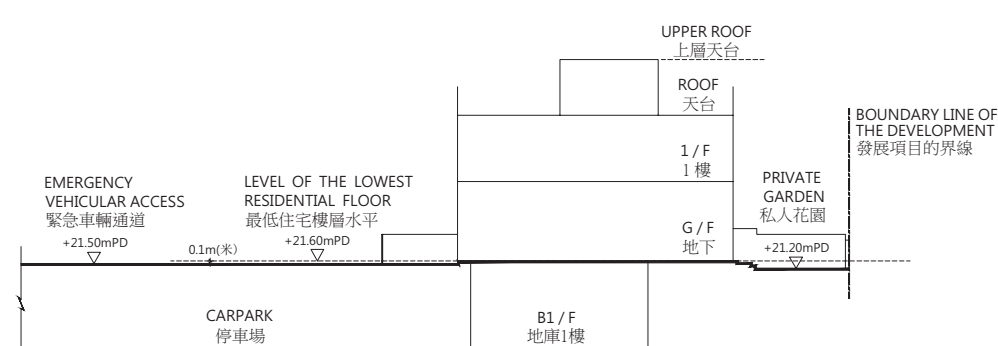 UPPER ROOF
上層天台
ROOF
天台
BOUNDARY LINE OF
THE DEVELOPMENT
發展項目的界線
1 / F
1 樓
EMERGENCY
VEHICULAR ACCESS
緊急車輛通道
+21.50mPD
LEVEL OF THE LOWEST
RESIDENTIAL FLOOR
最低住宅樓層水平
+21.60mPD
PRIVATE
GARDEN
私人花園
+21.20mPD
G / F
地下
0.1m(米)
CARPARK
停車場
B1 / F
地庫1樓